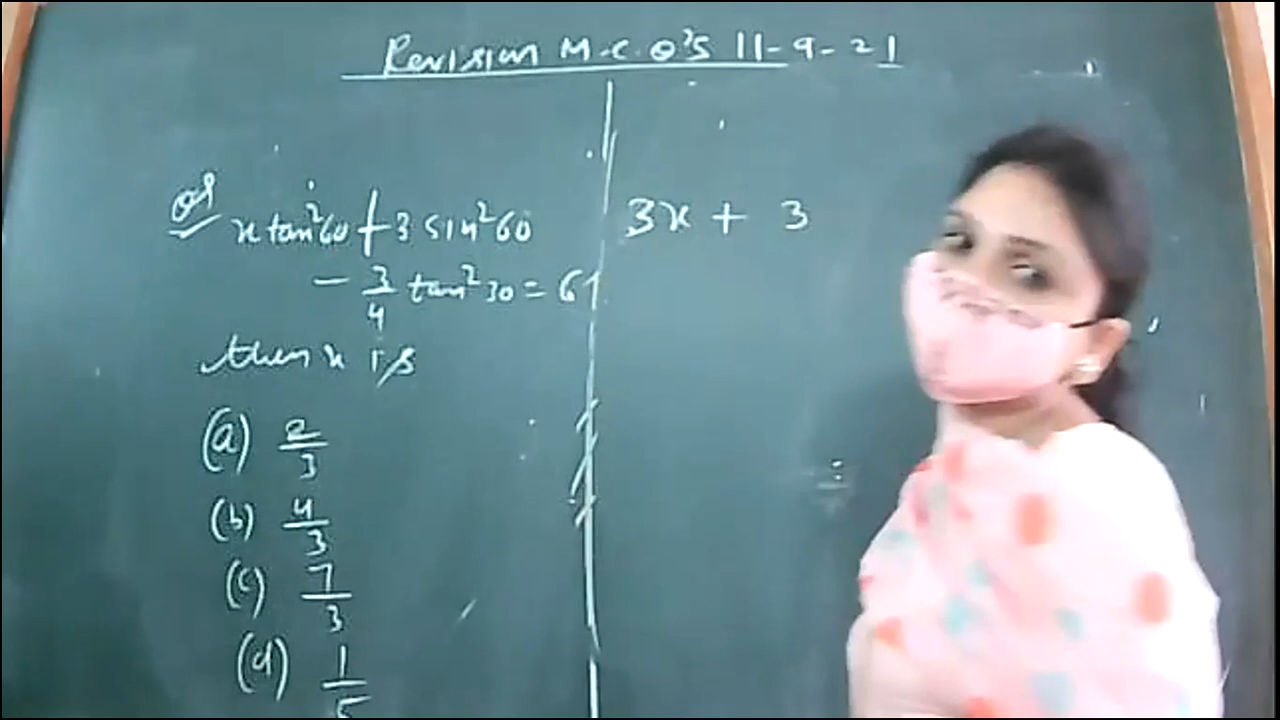 Revision M.C.Q's 11-9-21
Q1 x tan²60 + 3 sin²60
- 3/4 tan²30 = 6
then x is
(a) 2/3
(b) 4/3
(c) 7/3
(d) 1/5
3x + 3